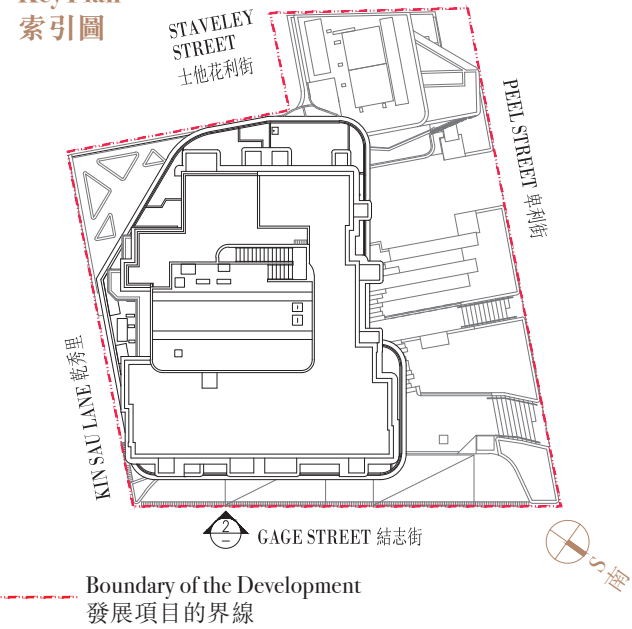 Key Plan
索引圖
STAVELEY
STREET
士他花利街
PEEL STREET 卑利街
KIN SAU LANE 乾秀里
2
GAGE STREET 結志街
S 南
Boundary of the Development
發展項目的界線